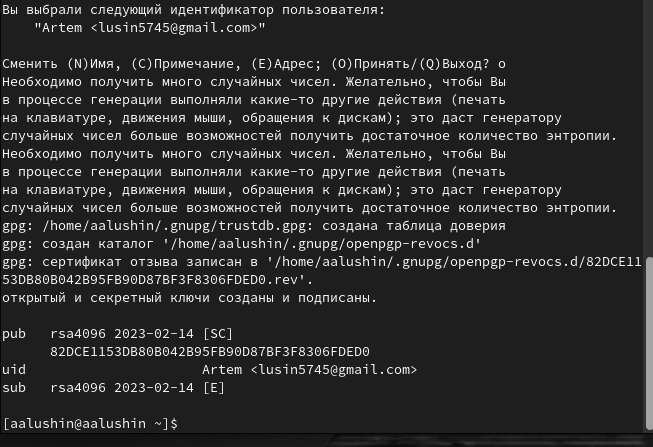 Вы выбрали следующий идентификатор пользователя:
"Artem <lusin5745@gmail.com>"
Сменить (N)Имя, (C)Примечание, (E)Адрес; (O)Принять/(Q)Выход? o
Необходимо получить много случайных чисел. Желательно, чтобы Вы
в процессе генерации выполняли какие-то другие действия (печать
на клавиатуре, движения мыши, обращения к дискам); это даст генератору
случайных чисел больше возможностей получить достаточное количество энтропии.
Необходимо получить много случайных чисел. Желательно, чтобы Вы
в процессе генерации выполняли какие-то другие действия (печать
на клавиатуре, движения мыши, обращения к дискам); это даст генератору
случайных чисел больше возможностей получить достаточное количество энтропии.
gpg: /home/aalushin/.gnupg/trustdb.gpg: создана таблица доверия
gpg: создан каталог '/home/aalushin/.gnupg/openpgp-revocs.d'
gpg: сертификат отзыва записан в '/home/aalushin/.gnupg/openpgp-revocs.d/82DCE11
53DB80B042B95FB90D87BF3F8306FDED0.rev'.
открытый и секретный ключи созданы и подписаны.
pub   rsa4096 2023-02-14 [SC]
82DCE1153DB80B042B95FB90D87BF3F8306FDED0
uid                      Artem <lusin5745@gmail.com>
sub   rsa4096 2023-02-14 [E]
[aalushin@aalushin ~]$